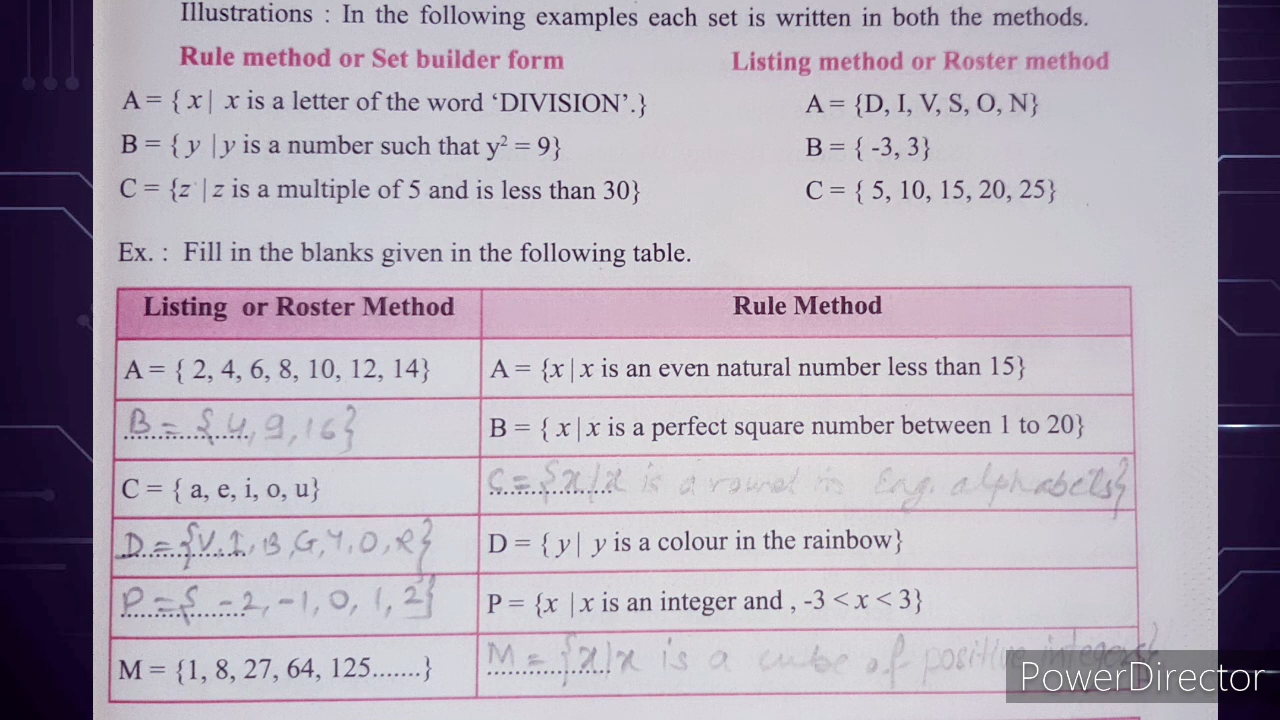 Illustrations : In the following examples each set is written in both the methods.
Rule method or Set builder form Listing method or Roster method
A = { x | x is a letter of the word ‘DIVISION’.} A = {D, I, V, S, O, N}
B = { y | y is a number such that y² = 9} B = { -3, 3}
C = {z | z is a multiple of 5 and is less than 30} C = { 5, 10, 15, 20, 25}
Ex. : Fill in the blanks given in the following table.
Listing or Roster Method Rule Method
A = { 2, 4, 6, 8, 10, 12, 14} A = {x | x is an even natural number less than 15}
B = {4, 9, 16} B = { x | x is a perfect square number between 1 to 20}
C = { a, e, i, o, u} C = {x/x is a vowel in Eng. alphabets}
D = {V, I, B, G, Y, O, R} D = { y | y is a colour in the rainbow}
P = { -2, -1, 0, 1, 2} P = {x | x is an integer and , -3 < x < 3}
M = {1, 8, 27, 64, 125.......} M = {x/x is a cube of positive integers}
PowerDirector